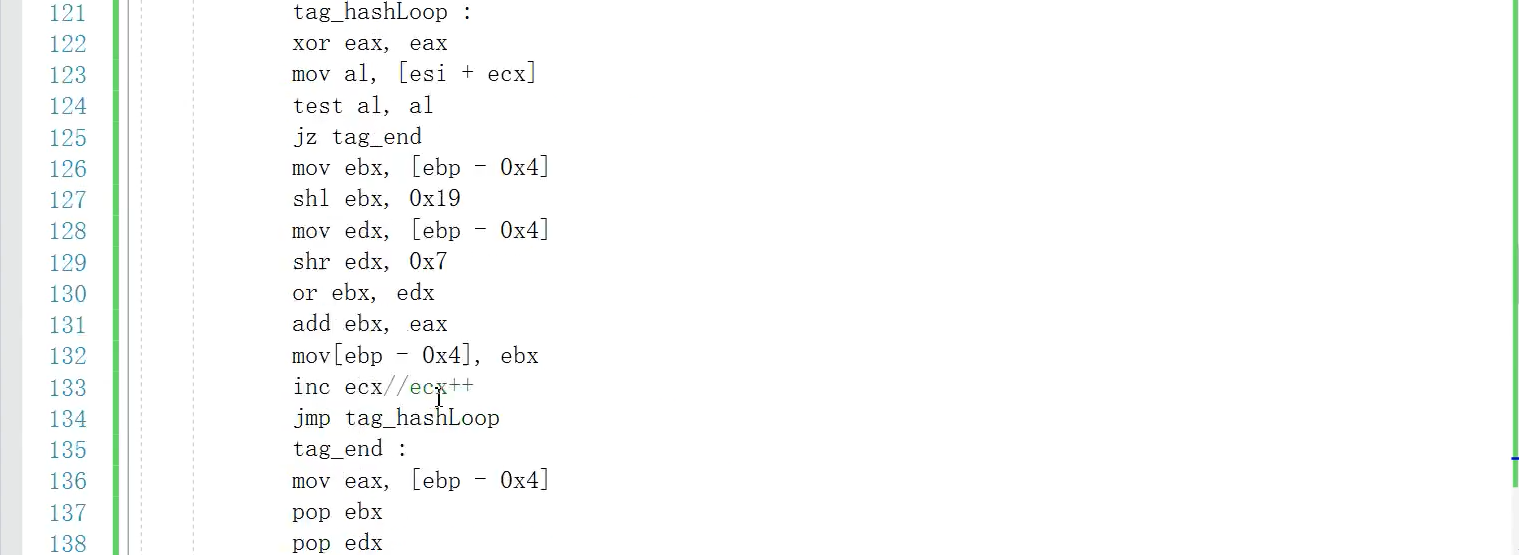 121 tag_hashLoop :
122 xor eax, eax
123 mov al, [esi + ecx]
124 test al, al
125 jz tag_end
126 mov ebx, [ebp - 0x4]
127 shl ebx, 0x19
128 mov edx, [ebp - 0x4]
129 shr edx, 0x7
130 or ebx, edx
131 add ebx, eax
132 mov[ebp - 0x4], ebx
133 inc ecx//ecx++
134 jmp tag_hashLoop
135 tag_end :
136 mov eax, [ebp - 0x4]
137 pop ebx
138 pop edx